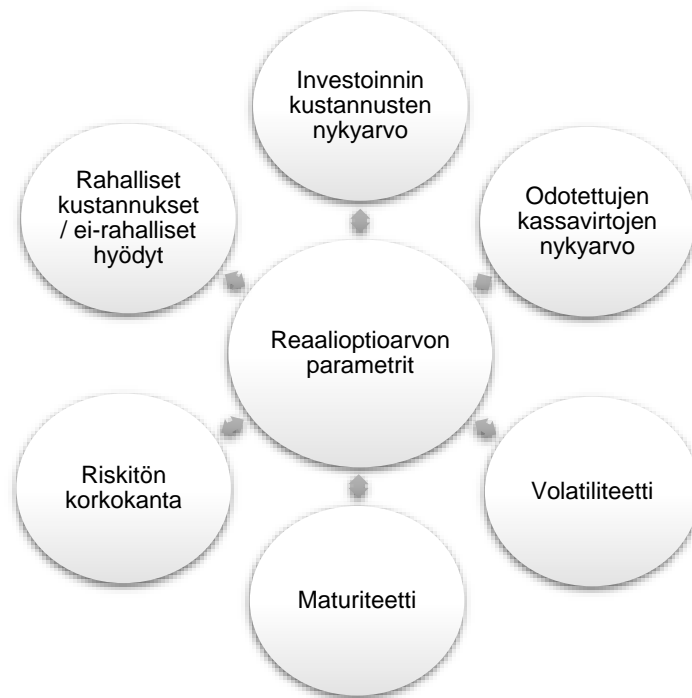 Investoinnin
kustannusten
nykyarvo
Odotettujen
kassavirtojen
nykyarvo
Volatiliteetti
Maturiteetti
Riskitön
korkokanta
Rahalliset
kustannukset
/ ei-rahalliset
hyödyt
Reaalioptioarvon
parametrit